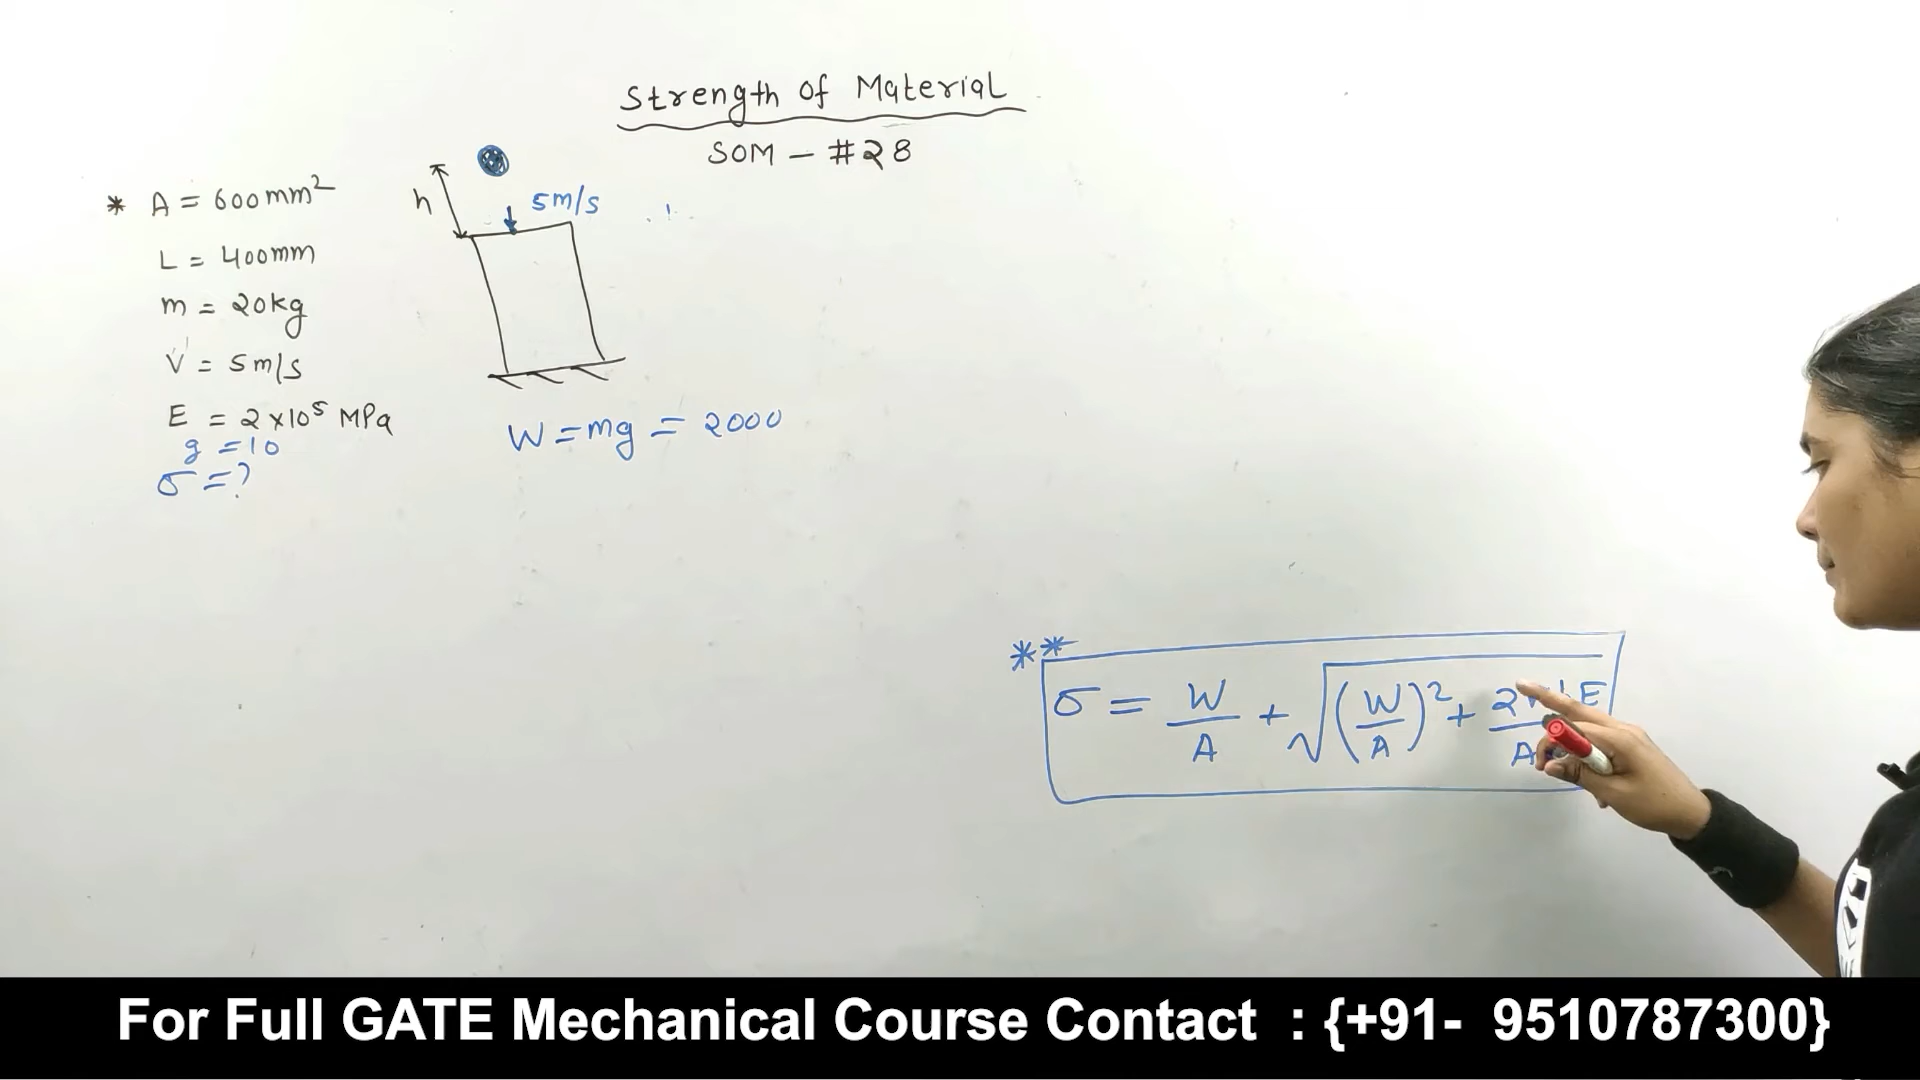 Strength of Material
SOM – #28
* A = 600mm²
L = 400mm
m = 20kg
V = 5m/s
E = 2×10⁵ MPa
g = 10
σ = ?
h
5m/s
W = mg = 2000
**
σ = W/A + √((W/A)² + 2
E
A
For Full GATE Mechanical Course Contact : {+91- 9510787300}